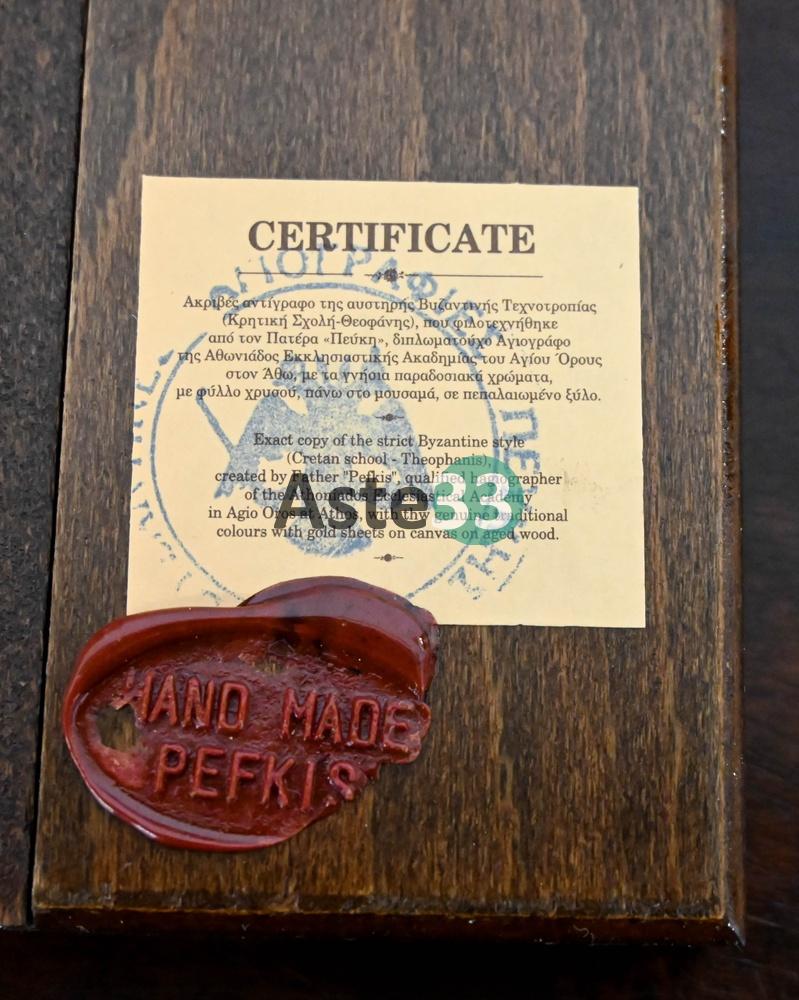 CERTIFICATE
Ακριβές αντίγραφο της αυστηρής Βυζαντινής Τεχνοτροπίας
(Κρητική Σχολή-Θεοφάνης), που φιλοτεχνήθηκε
από τον Πατέρα «Πεύκη», διπλωματούχο Αγιογράφο
της Αθωνιάδος Εκκλησιαστικής Ακαδημίας του Αγίου Όρους
στον Άθω, με τα γνήσια παραδοσιακά χρώματα,
με φύλλο χρυσού, πάνω στο μουσαμά, σε πεπαλαιωμένο ξύλο.
Exact copy of the strict Byzantine style
(Cretan school - Theophanis),
created by Father "Pefkis", qualified hagiographer
of the Athoniados Ecclesiastical Academy
in Agio Oros at Athos, with thw genuine traditional
colours with gold sheets on canvas on aged wood.
Aste33
HAND MADE
PEFKIS